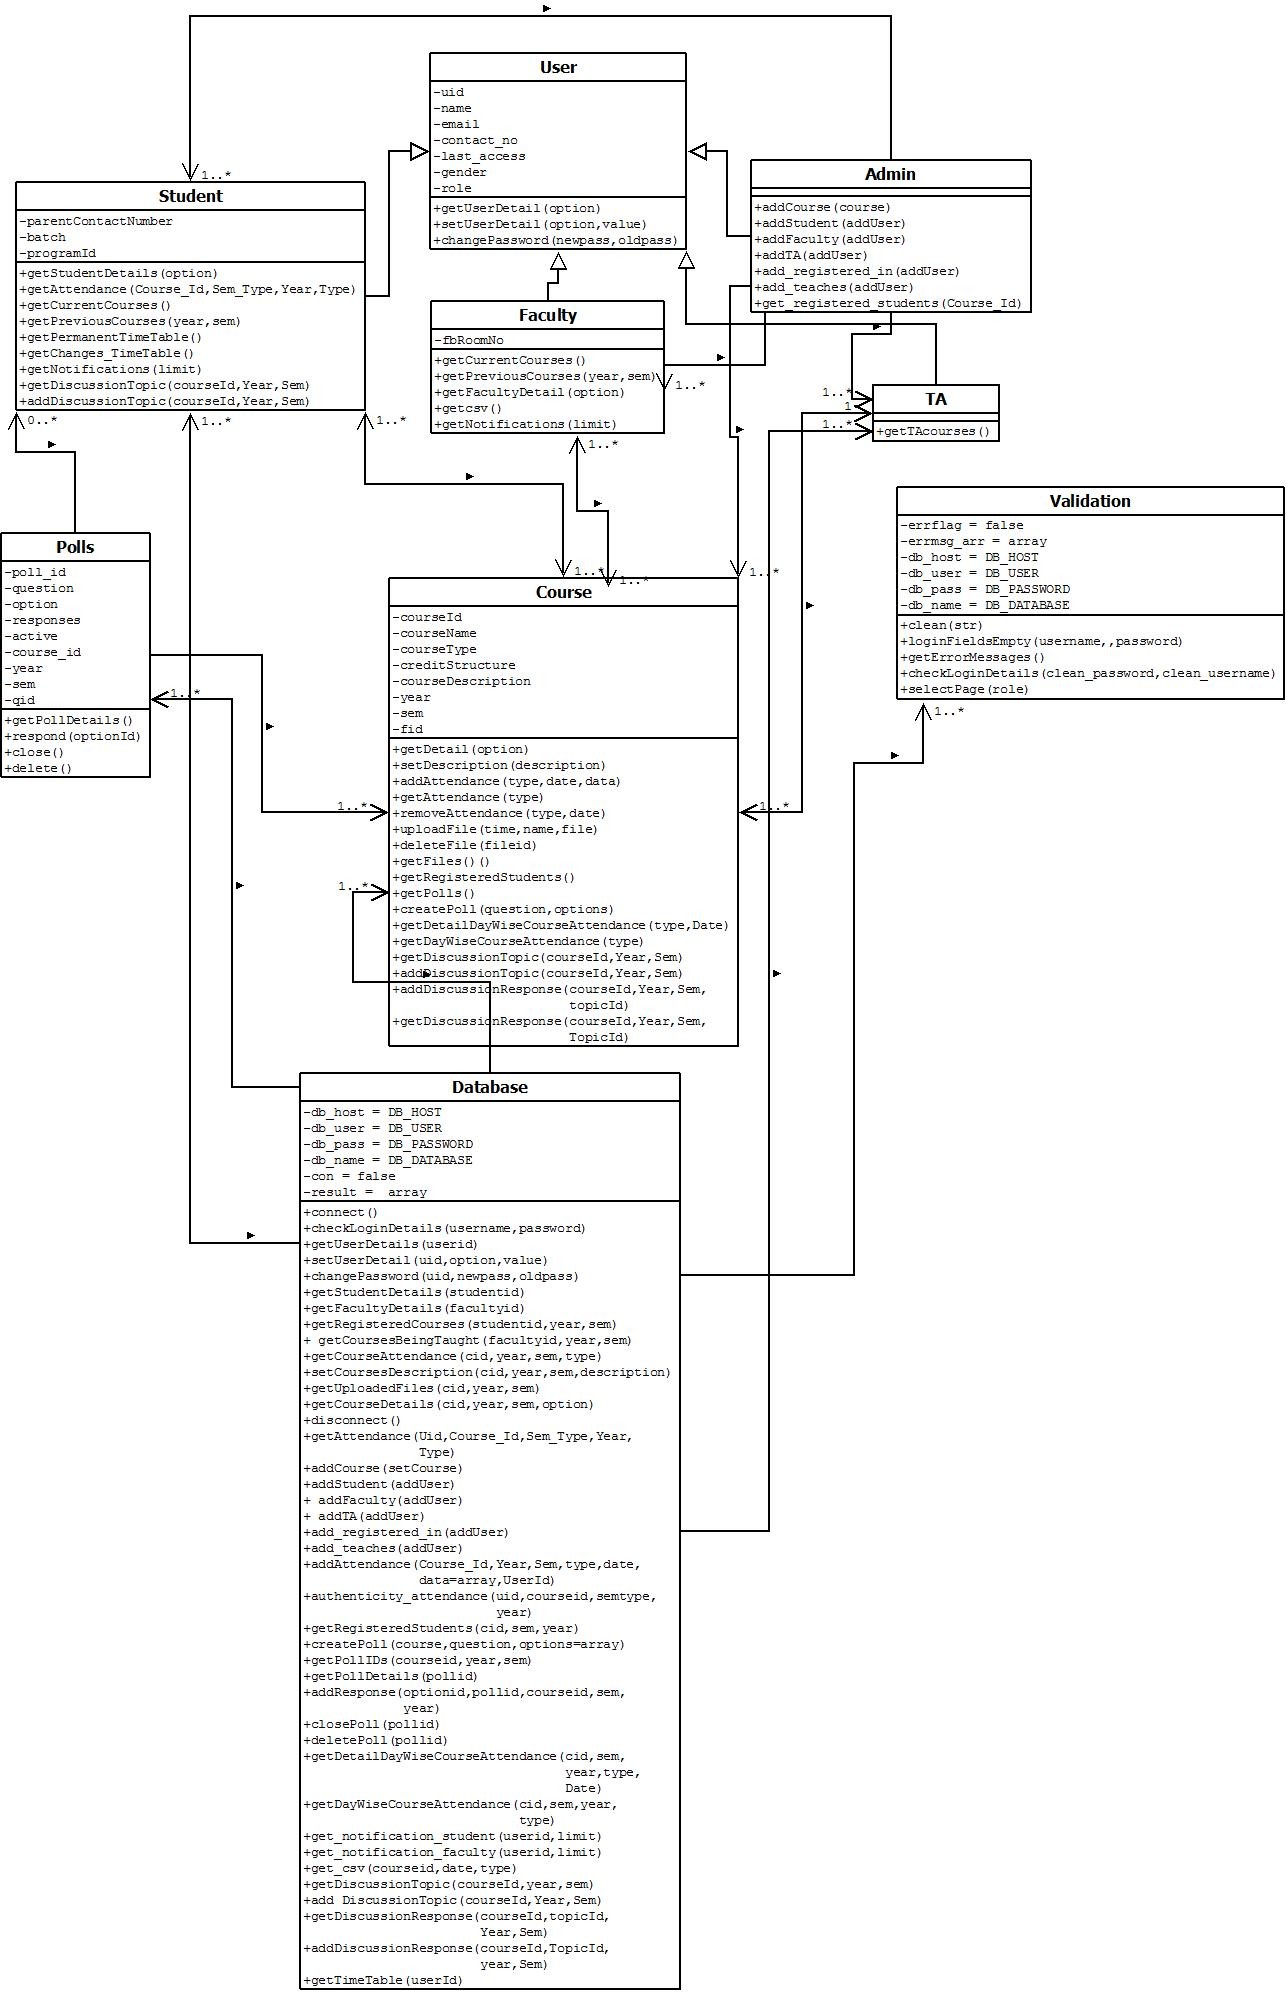 User
-uid
-name
-email
-contact_no
-last_access
-gender
-role
+getUserDetail(option)
+setUserDetail(option,value)
+changePassword(newpass,oldpass)
1..*
Student
-parentContactNumber
-batch
-programId
+getStudentDetails(option)
+getAttendance(Course_Id,Sem_Type,Year,Type)
+getCurrentCourses()
+getPreviousCourses(year,sem)
+getPermanentTimeTable()
+getChanges_TimeTable()
+getNotifications(limit)
+getDiscussionTopic(courseId,Year,Sem)
+addDiscussionTopic(courseId,Year,Sem)
0..*
1..*
1..*
Admin
+addCourse(course)
+addStudent(addUser)
+addFaculty(addUser)
+addTA(addUser)
+add_registered_in(addUser)
+add_teaches(addUser)
+get_registered_students(Course_Id)
Faculty
-fbRoomNo
+getCurrentCourses()
+getPreviousCourses(year,sem)
+getFacultyDetail(option)
+getcsv()
+getNotifications(limit)
1..*
1..*
1..*
1
1..*
TA
+getTAcourses()
Validation
-errflag = false
-errmsg_arr = array
-db_host = DB_HOST
-db_user = DB_USER
-db_pass = DB_PASSWORD
-db_name = DB_DATABASE
+clean(str)
+loginFieldsEmpty(username,,password)
+getErrorMessages()
+checkLoginDetails(clean_password,clean_username)
+selectPage(role)
1..*
Polls
-poll_id
-question
-option
-responses
-active
-course_id
-year
-sem
-qid
+getPollDetails()
+respond(optionId)
+close()
+delete()
1..*
1..*
1..*
1..*
Course
-courseId
-courseName
-courseType
-creditStructure
-courseDescription
-year
-sem
-fid
+getDetail(option)
+setDescription(description)
+addAttendance(type,date,data)
+getAttendance(type)
+removeAttendance(type,date)
+uploadFile(time,name,file)
+deleteFile(fileid)
+getFiles()()
+getRegisteredStudents()
+getPolls()
+createPoll(question,options)
+getDetailDayWiseCourseAttendance(type,Date)
+getDayWiseCourseAttendance(type)
+getDiscussionTopic(courseId,Year,Sem)
+addDiscussionTopic(courseId,Year,Sem)
+addDiscussionResponse(courseId,Year,Sem,
topicId)
+getDiscussionResponse(courseId,Year,Sem,
TopicId)
1..*
1..*
1..*
Database
-db_host = DB_HOST
-db_user = DB_USER
-db_pass = DB_PASSWORD
-db_name = DB_DATABASE
-con = false
-result =  array
+connect()
+checkLoginDetails(username,password)
+getUserDetails(userid)
+setUserDetail(uid,option,value)
+changePassword(uid,newpass,oldpass)
+getStudentDetails(studentid)
+getFacultyDetails(facultyid)
+getRegisteredCourses(studentid,year,sem)
+ getCoursesBeingTaught(facultyid,year,sem)
+getCourseAttendance(cid,year,sem,type)
+setCoursesDescription(cid,year,sem,description)
+getUploadedFiles(cid,year,sem)
+getCourseDetails(cid,year,sem,option)
+disconnect()
+getAttendance(Uid,Course_Id,Sem_Type,Year,
Type)
+addCourse(setCourse)
+addStudent(addUser)
+ addFaculty(addUser)
+ addTA(addUser)
+add_registered_in(addUser)
+add_teaches(addUser)
+addAttendance(Course_Id,Year,Sem,type,date,
data=array,UserId)
+authenticity_attendance(uid,courseid,semtype,
year)
+getRegisteredStudents(cid,sem,year)
+createPoll(course,question,options=array)
+getPollIDs(courseid,year,sem)
+getPollDetails(pollid)
+addResponse(optionid,pollid,courseid,sem,
year)
+closePoll(pollid)
+deletePoll(pollid)
+getDetailDayWiseCourseAttendance(cid,sem,
year,type,
Date)
+getDayWiseCourseAttendance(cid,sem,year,
type)
+get_notification_student(userid,limit)
+get_notification_faculty(userid,limit)
+get_csv(courseid,date,type)
+getDiscussionTopic(courseId,year,sem)
+add DiscussionTopic(courseId,Year,Sem)
+getDiscussionResponse(courseId,topicId,
Year,Sem)
+addDiscussionResponse(courseId,TopicId,
year,Sem)
+getTimeTable(userId)